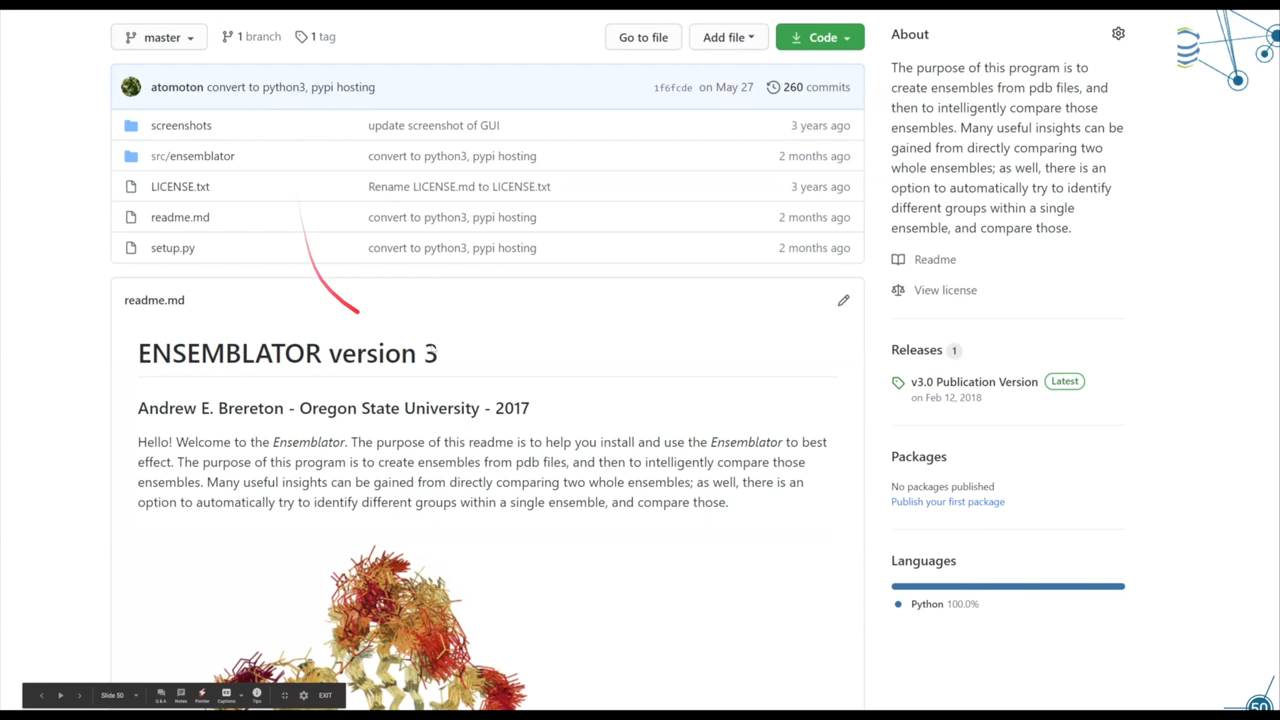 master 1 branch 1 tag Go to file Add file Code
atomoton convert to python3, pypi hosting 1f6fcde on May 27 260 commits
screenshots update screenshot of GUI 3 years ago
src/ensemblator convert to python3, pypi hosting 2 months ago
LICENSE.txt Rename LICENSE.md to LICENSE.txt 3 years ago
readme.md convert to python3, pypi hosting 2 months ago
setup.py convert to python3, pypi hosting 2 months ago
readme.md
ENSEMBLATOR version 3
Andrew E. Brereton - Oregon State University - 2017
Hello! Welcome to the Ensemblator. The purpose of this readme is to help you install and use the Ensemblator to best
effect. The purpose of this program is to create ensembles from pdb files, and then to intelligently compare those
ensembles. Many useful insights can be gained from directly comparing two whole ensembles; as well, there is an
option to automatically try to identify different groups within a single ensemble, and compare those.
About
The purpose of this program is to
create ensembles from pdb files, and
then to intelligently compare those
ensembles. Many useful insights can be
gained from directly comparing two
whole ensembles; as well, there is an
option to automatically try to identify
different groups within a single
ensemble, and compare those.
Readme
View license
Releases 1
v3.0 Publication Version Latest
on Feb 12, 2018
Packages
No packages published
Publish your first package
Languages
Python 100.0%
Slide 50 Q&A Notes Pointer Captions Tips EXIT
50